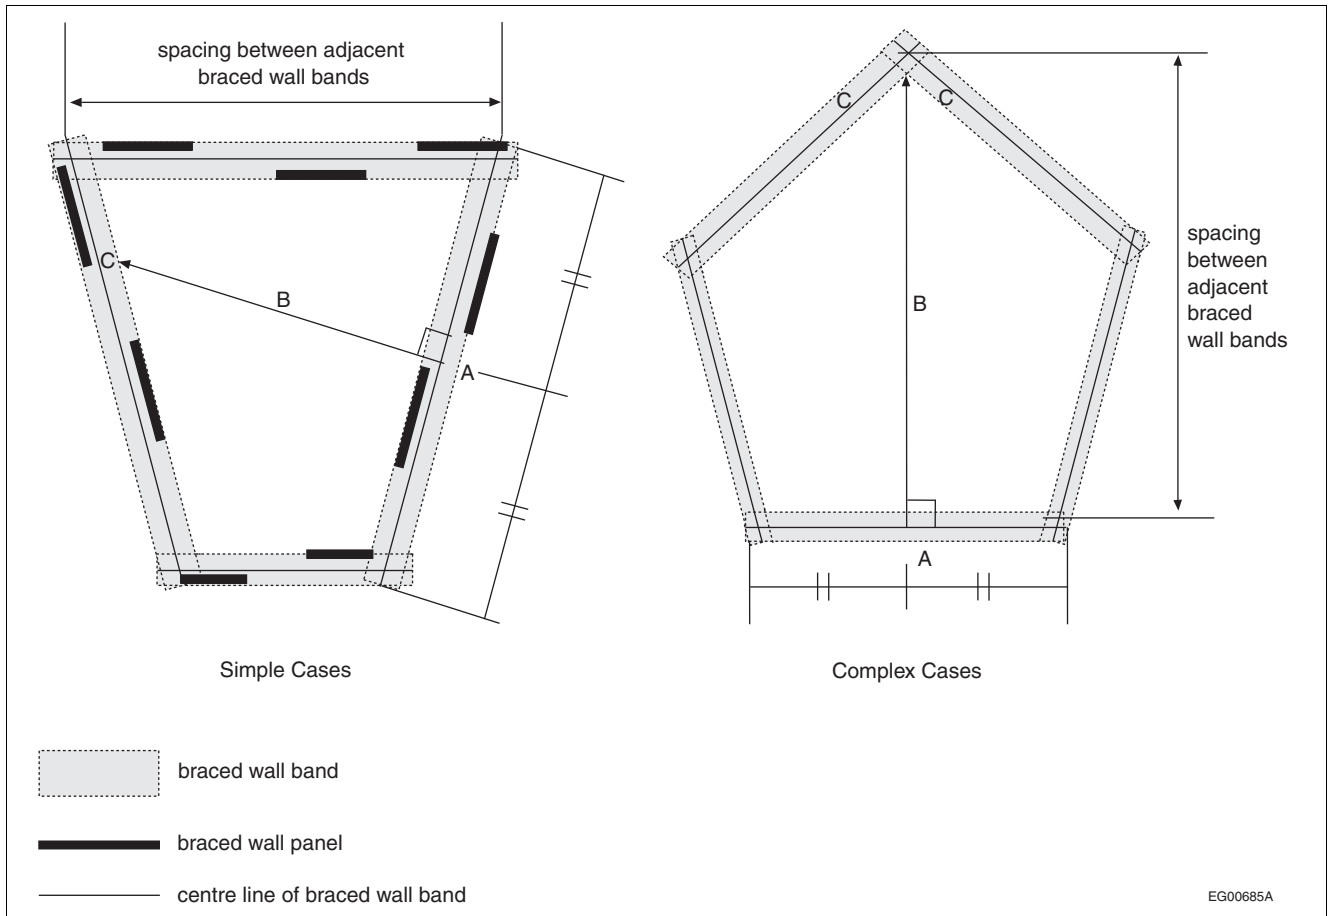 spacing between adjacent
braced wall bands
C
B
A
Simple Cases
C
C
B
spacing
between
adjacent
braced
wall bands
A
Complex Cases
braced wall band
braced wall panel
centre line of braced wall band
EG00685A